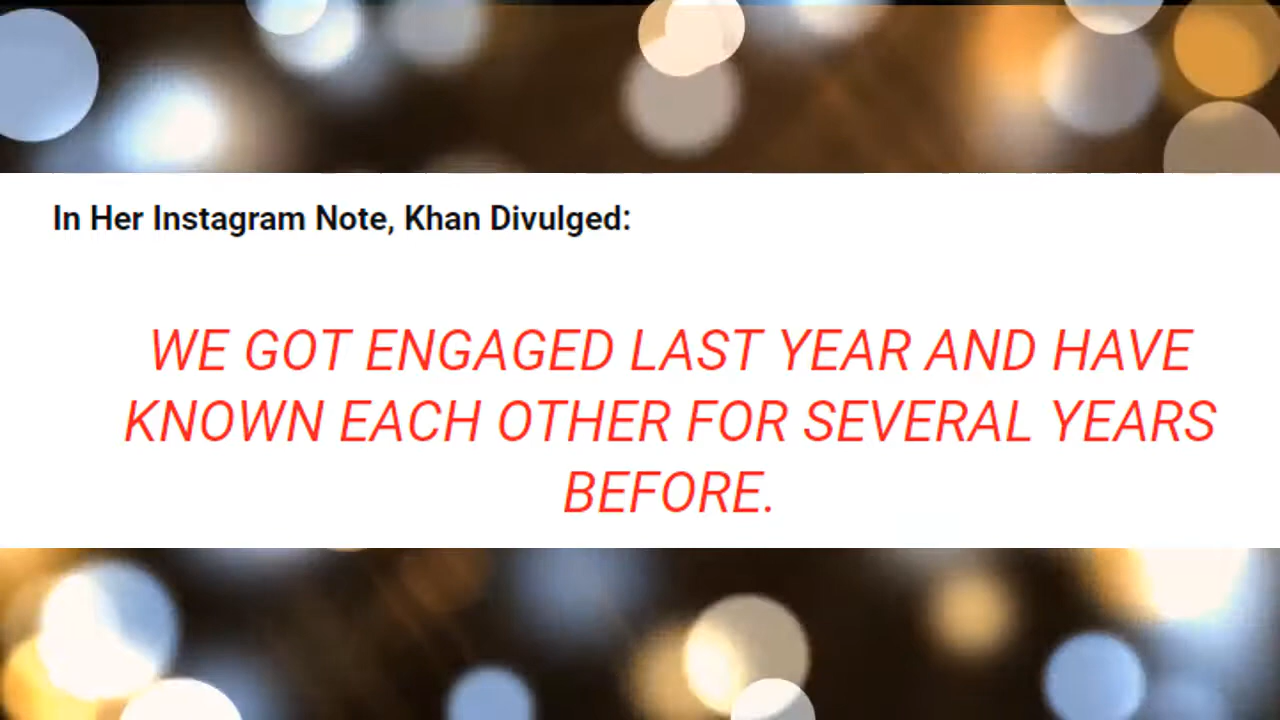 In Her Instagram Note, Khan Divulged:
WE GOT ENGAGED LAST YEAR AND HAVE
KNOWN EACH OTHER FOR SEVERAL YEARS
BEFORE.